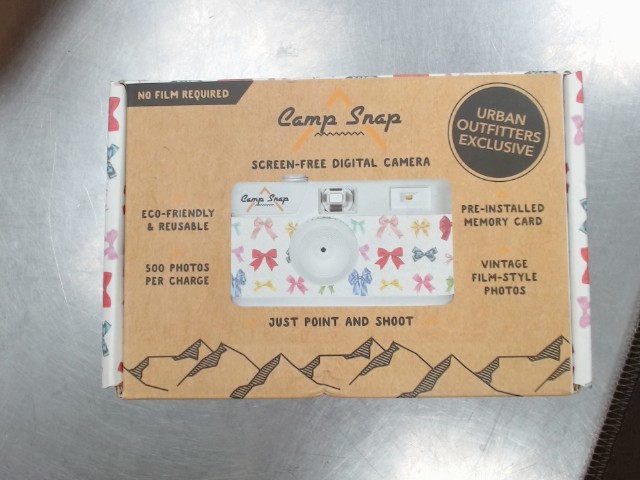 NO FILM REQUIRED
Camp Snap
URBAN
OUTFITTERS
EXCLUSIVE
SCREEN-FREE DIGITAL CAMERA
Camp Snap
ECO-FRIENDLY
& REUSABLE
500 PHOTOS
PER CHARGE
PRE-INSTALLED
MEMORY CARD
VINTAGE
FILM-STYLE
PHOTOS
JUST POINT AND SHOOT